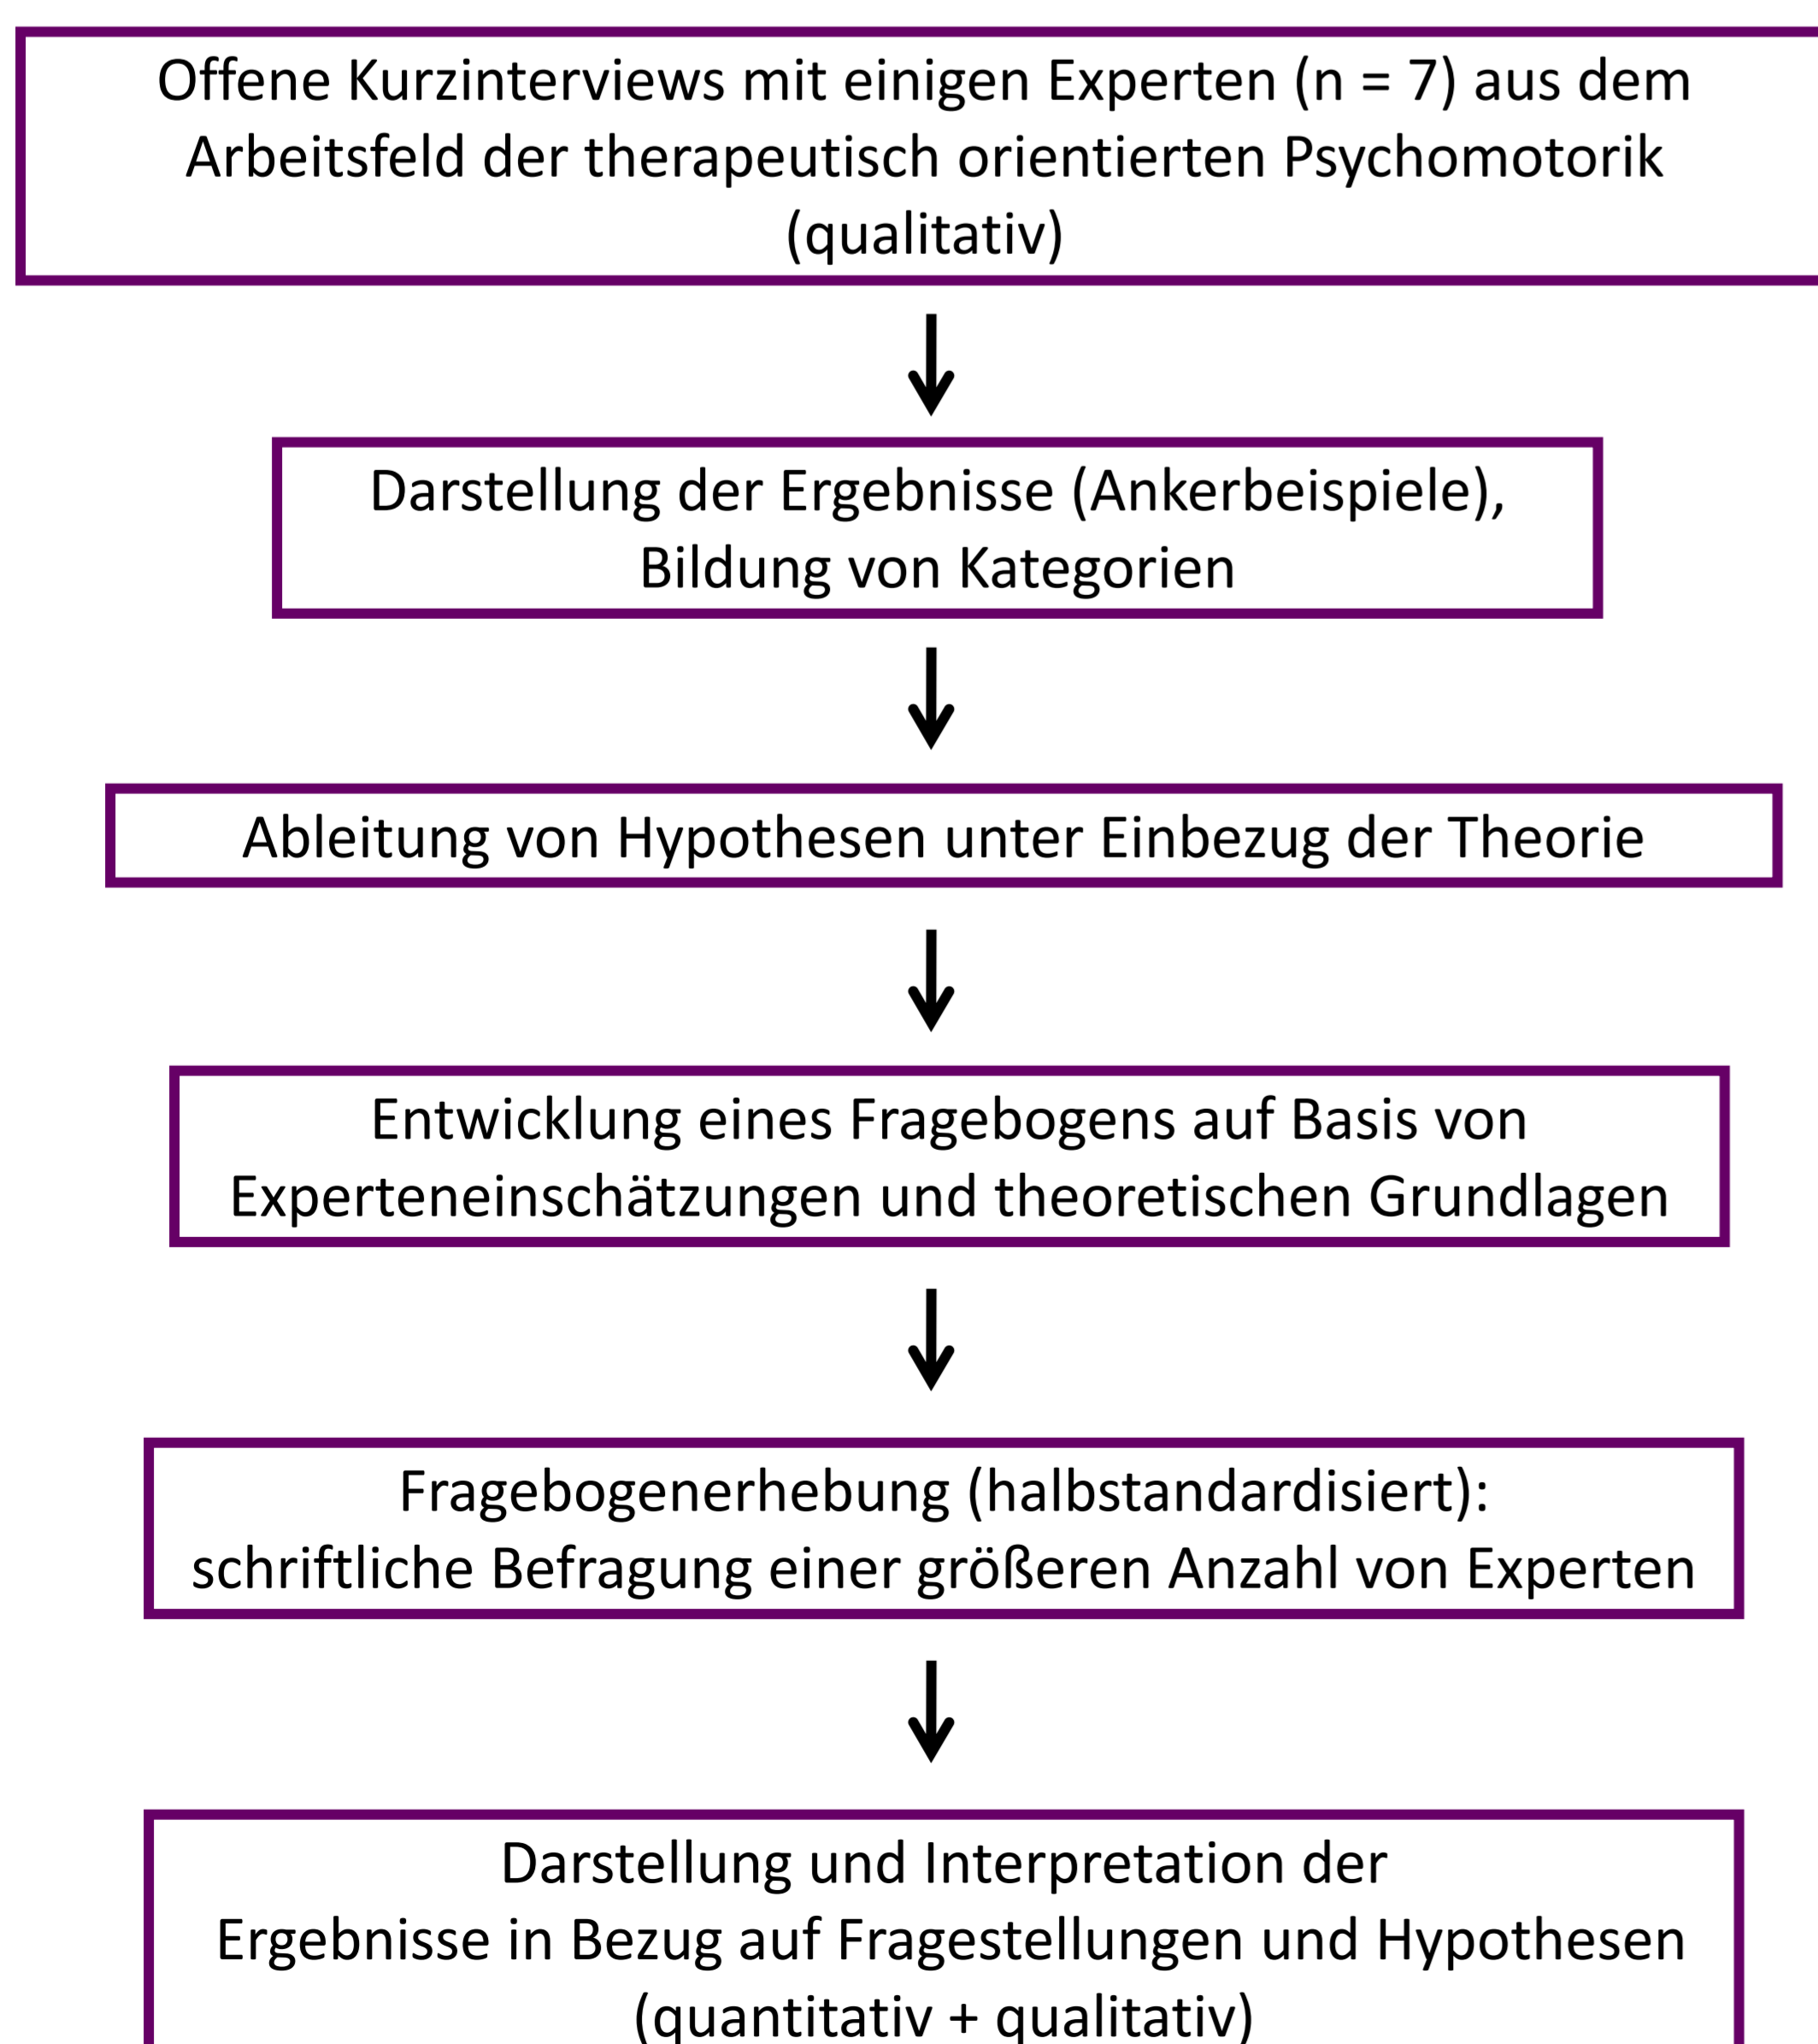 Offene Kurzinterviews mit einigen Experten (n = 7) aus dem
Arbeitsfeld der therapeutisch orientierten Psychomotorik
(qualitativ)
Darstellung der Ergebnisse (Ankerbeispiele),
Bildung von Kategorien
Ableitung von Hypothesen unter Einbezug der Theorie
Entwicklung eines Fragebogens auf Basis von
Experteneinschätzungen und theoretischen Grundlagen
Fragebogenerhebung (halbstandardisiert):
schriftliche Befragung einer größeren Anzahl von Experten
Darstellung und Interpretation der
Ergebnisse in Bezug auf Fragestellungen und Hypothesen
(quantitativ + qualitativ)